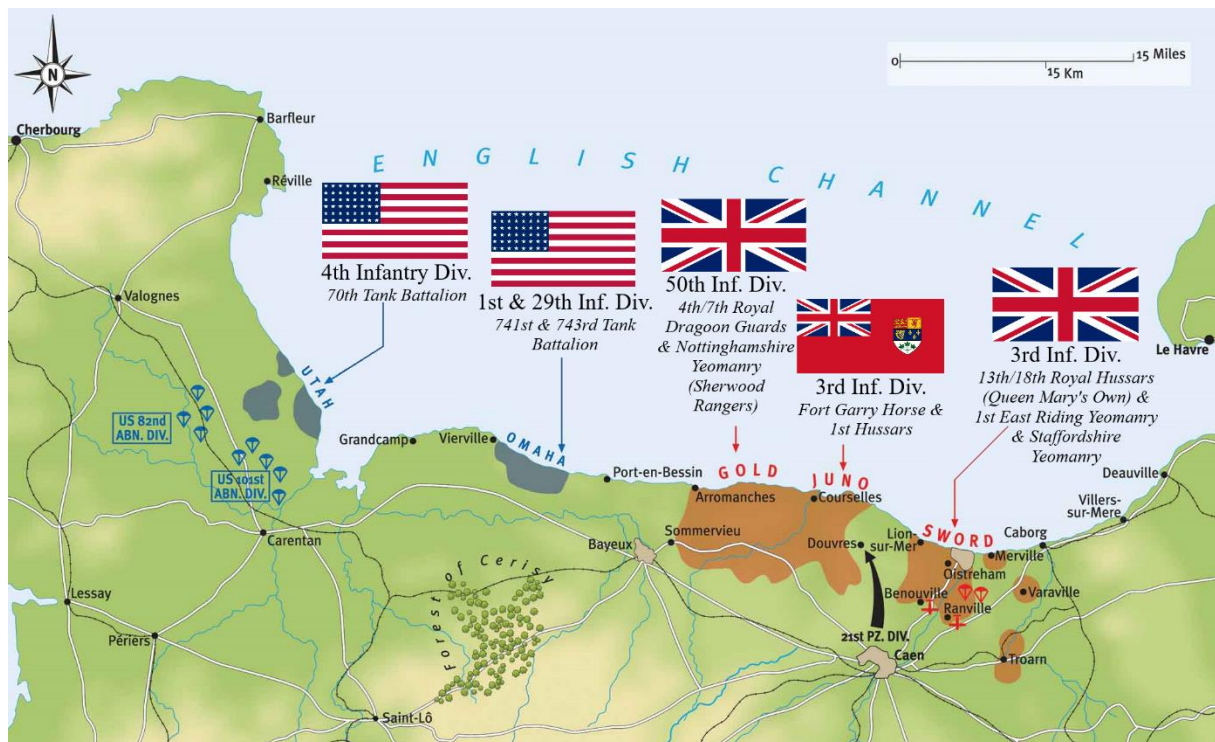 N
0
15 Miles
15 Km
Cherbourg
Barfleur
Réville
ENGLISH CHANNEL
4th Infantry Div.
70th Tank Battalion
1st & 29th Inf. Div.
741st & 743rd Tank
Battalion
50th Inf. Div.
4th/7th Royal
Dragoon Guards
& Nottinghamshire
Yeomanry
(Sherwood
Rangers)
3rd Inf. Div.
Fort Garry Horse &
1st Hussars
3rd Inf. Div.
13th/18th Royal Hussars
(Queen Mary's Own) &
1st East Riding Yeomanry
& Staffordshire
Yeomanry
Valognes
Le Havre
UTAH
US 82nd
ABN. DIV.
US 101st
ABN. DIV.
Grandcamp
Vierville
OMAHA
Port-en-Bessin
GOLD
JUNO
Arromanches
Courselles
Deauville
Villers-
sur-Mere
SWORD
Carentan
Sommervieu
Bayeux
Douvres
Lion-
sur-Mer
Caborg
Merville
Oistreham
Forest of Cerisy
Benouville
Ranville
Varaville
Lessay
Périers
21st PZ. DIV.
Caen
Troarn
Saint-Lô